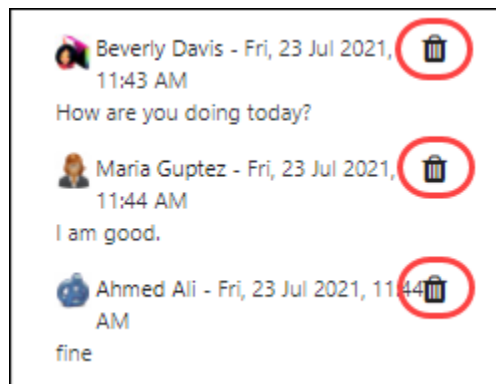 Beverly Davis - Fri, 23 Jul 2021,
11:43 AM
How are you doing today?
Maria Guptez - Fri, 23 Jul 2021,
11:44 AM
I am good.
Ahmed Ali - Fri, 23 Jul 2021, 11:44
AM
fine